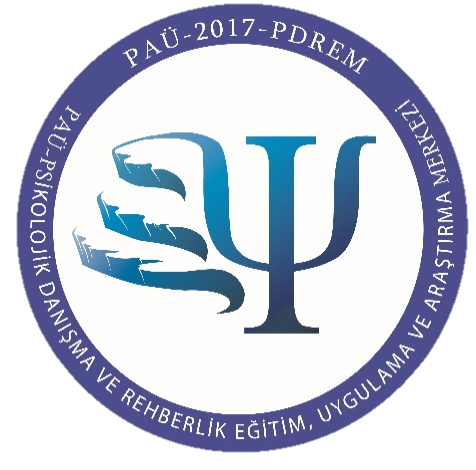 PAÜ-2017-PDREM
PAÜ-PSİKOLOJİK DANIŞMA VE REHBERLİK EĞİTİM, UYGULAMA VE ARAŞTIRMA MERKEZİ
Ψ